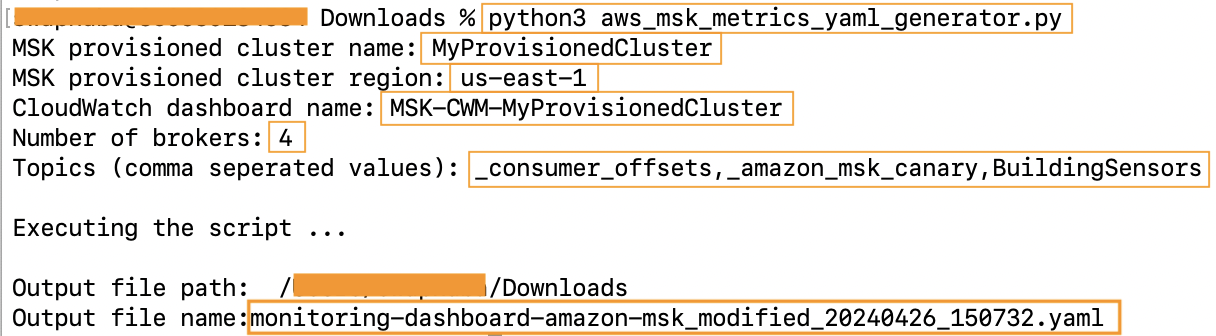 Downloads % python3 aws_msk_metrics_yaml_generator.py
MSK provisioned cluster name: MyProvisionedCluster
MSK provisioned cluster region: us-east-1
CloudWatch dashboard name: MSK-CWM-MyProvisionedCluster
Number of brokers: 4
Topics (comma seperated values): _consumer_offsets,_amazon_msk_canary,BuildingSensors
Executing the script ...
Output file path: / /Downloads
Output file name:monitoring-dashboard-amazon-msk_modified_20240426_150732.yaml